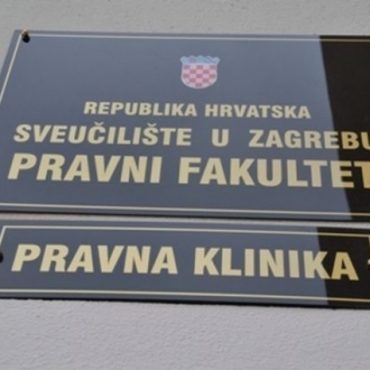 REPUBLIKA HRVATSKA
SVEUČILIŠTE U ZAGREBU
PRAVNI FAKULTET
PRAVNA KLINIKA